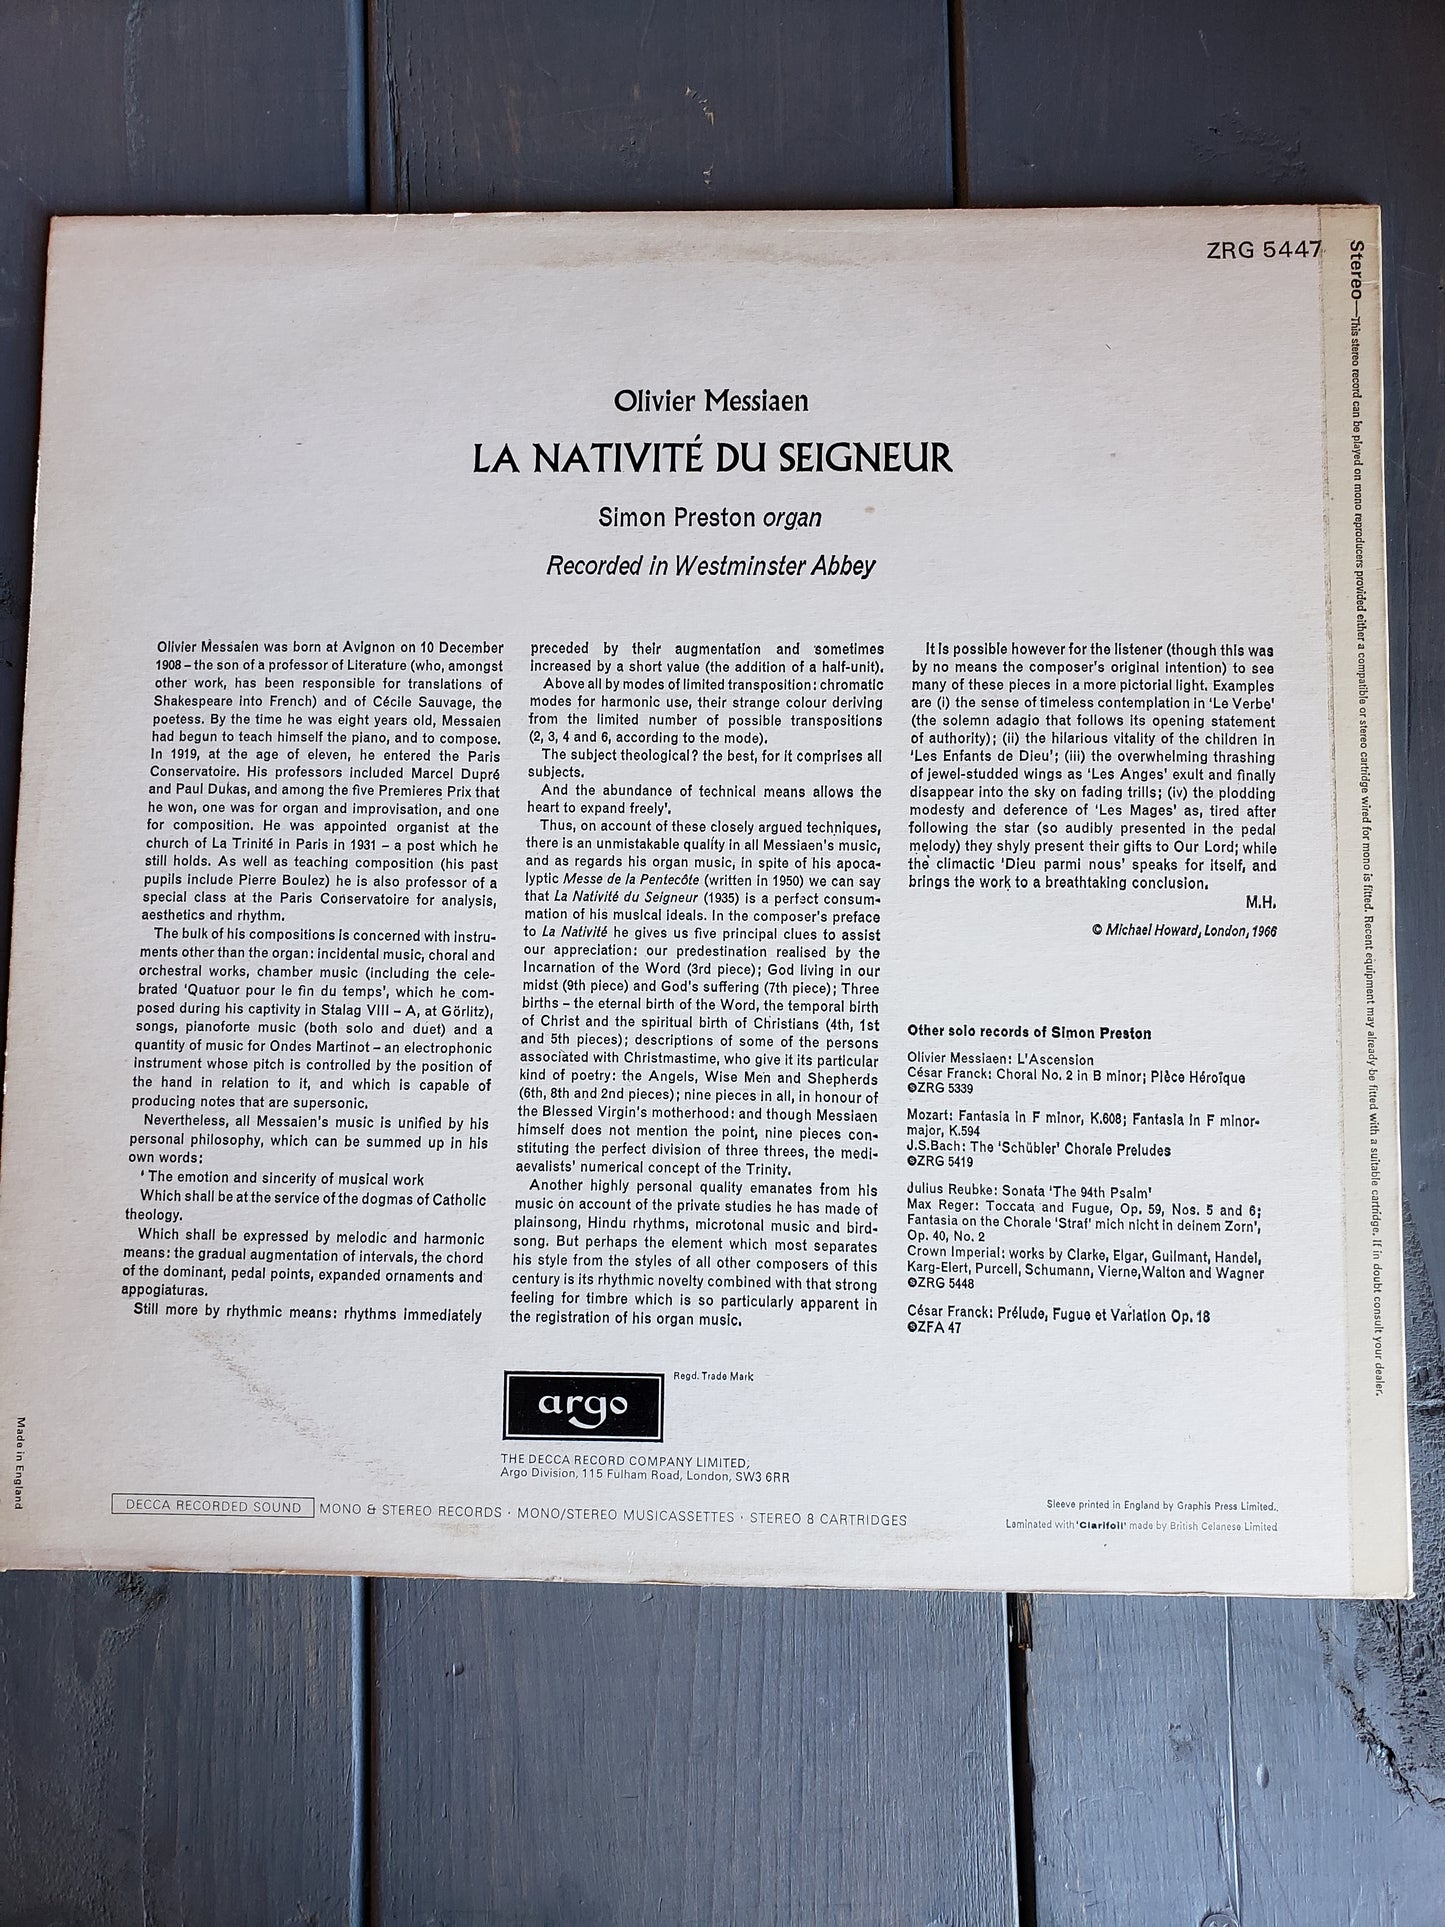 ZRG 5447
Stereo—This stereo record can be played on mono reproducers provided either a compatible or stereo cartridge wired for mono is fitted. Recent equipment may already be fitted with a suitable cartridge. If in doubt consult your dealer.
Olivier Messiaen
LA NATIVITÉ DU SEIGNEUR
Simon Preston organ
Recorded in Westminster Abbey
Olivier Messaien was born at Avignon on 10 December
1908 – the son of a professor of Literature (who, amongst
other work, has been responsible for translations of
Shakespeare into French) and of Cécile Sauvage, the
poetess. By the time he was eight years old, Messaien
had begun to teach himself the piano, and to compose.
In 1919, at the age of eleven, he entered the Paris
Conservatoire. His professors included Marcel Dupré
and Paul Dukas, and among the five Premieres Prix that
he won, one was for organ and improvisation, and one
for composition. He was appointed organist at the
church of La Trinité in Paris in 1931 – a post which he
still holds. As well as teaching composition (his past
pupils include Pierre Boulez) he is also professor of a
special class at the Paris Conservatoire for analysis,
aesthetics and rhythm.
The bulk of his compositions is concerned with instru-
ments other than the organ: incidental music, choral and
orchestral works, chamber music (including the cele-
brated 'Quatuor pour le fin du temps', which he com-
posed during his captivity in Stalag VIII – A, at Görlitz),
songs, pianoforte music (both solo and duet) and a
quantity of music for Ondes Martinot – an electrophonic
instrument whose pitch is controlled by the position of
the hand in relation to it, and which is capable of
producing notes that are supersonic.
Nevertheless, all Messaien's music is unified by his
personal philosophy, which can be summed up in his
own words:
'The emotion and sincerity of musical work
Which shall be at the service of the dogmas of Catholic
theology.
Which shall be expressed by melodic and harmonic
means: the gradual augmentation of intervals, the chord
of the dominant, pedal points, expanded ornaments and
appogiaturas.
Still more by rhythmic means: rhythms immediately
preceded by their augmentation and sometimes
increased by a short value (the addition of a half-unit).
Above all by modes of limited transposition: chromatic
modes for harmonic use, their strange colour deriving
from the limited number of possible transpositions
(2, 3, 4 and 6, according to the mode).
The subject theological? the best, for it comprises all
subjects.
And the abundance of technical means allows the
heart to expand freely'.
Thus, on account of these closely argued techniques,
there is an unmistakable quality in all Messaien's music,
and as regards his organ music, in spite of his apoca-
lyptic Messe de la Pentecôte (written in 1950) we can say
that La Nativité du Seigneur (1935) is a perfect consum-
mation of his musical ideals. In the composer's preface
to La Nativité he gives us five principal clues to assist
our appreciation: our predestination realised by the
Incarnation of the Word (3rd piece); God living in our
midst (9th piece) and God's suffering (7th piece); Three
births – the eternal birth of the Word, the temporal birth
of Christ and the spiritual birth of Christians (4th, 1st
and 5th pieces); descriptions of some of the persons
associated with Christmastime, who give it its particular
kind of poetry: the Angels, Wise Men and Shepherds
(6th, 8th and 2nd pieces); nine pieces in all, in honour of
the Blessed Virgin's motherhood: and though Messiaen
himself does not mention the point, nine pieces con-
stituting the perfect division of three threes, the medi-
aevalists' numerical concept of the Trinity.
Another highly personal quality emanates from his
music on account of the private studies he has made of
plainsong, Hindu rhythms, microtonal music and bird-
song. But perhaps the element which most separates
his style from the styles of all other composers of this
century is its rhythmic novelty combined with that strong
feeling for timbre which is so particularly apparent in
the registration of his organ music.
It is possible however for the listener (though this was
by no means the composer's original intention) to see
many of these pieces in a more pictorial light. Examples
are (i) the sense of timeless contemplation in 'Le Verbe'
(the solemn adagio that follows its opening statement
of authority); (ii) the hilarious vitality of the children in
'Les Enfants de Dieu'; (iii) the overwhelming thrashing
of jewel-studded wings as 'Les Anges' exult and finally
disappear into the sky on fading trills; (iv) the plodding
modesty and deference of 'Les Mages' as, tired after
following the star (so audibly presented in the pedal
melody) they shyly present their gifts to Our Lord; while
the climactic 'Dieu parmi nous' speaks for itself, and
brings the work to a breathtaking conclusion.
M.H.
© Michael Howard, London, 1966
Other solo records of Simon Preston
Olivier Messiaen: L'Ascension
César Franck: Choral No. 2 in B minor; Pièce Héroïque
ⓈZRG 5339
Mozart: Fantasia in F minor, K.608; Fantasia in F minor-
major, K.594
J.S.Bach: The 'Schübler' Chorale Preludes
ⓈZRG 5419
Julius Reubke: Sonata 'The 94th Psalm'
Max Reger: Toccata and Fugue, Op. 59, Nos. 5 and 6;
Fantasia on the Chorale 'Straf' mich nicht in deinem Zorn',
Op. 40, No. 2
Crown Imperial: works by Clarke, Elgar, Guilmant, Handel,
Karg-Elert, Purcell, Schumann, Vierne, Walton and Wagner
ⓈZRG 5448
César Franck: Prélude, Fugue et Variation Op. 18
ⓈZFA 47
argo
Regd. Trade Mark
THE DECCA RECORD COMPANY LIMITED,
Argo Division, 115 Fulham Road, London, SW3 6RR
Made in England
DECCA RECORDED SOUND MONO & STEREO RECORDS · MONO/STEREO MUSICASSETTES · STEREO 8 CARTRIDGES
Sleeve printed in England by Graphis Press Limited.
Laminated with 'Clarifoil' made by British Celanese Limited